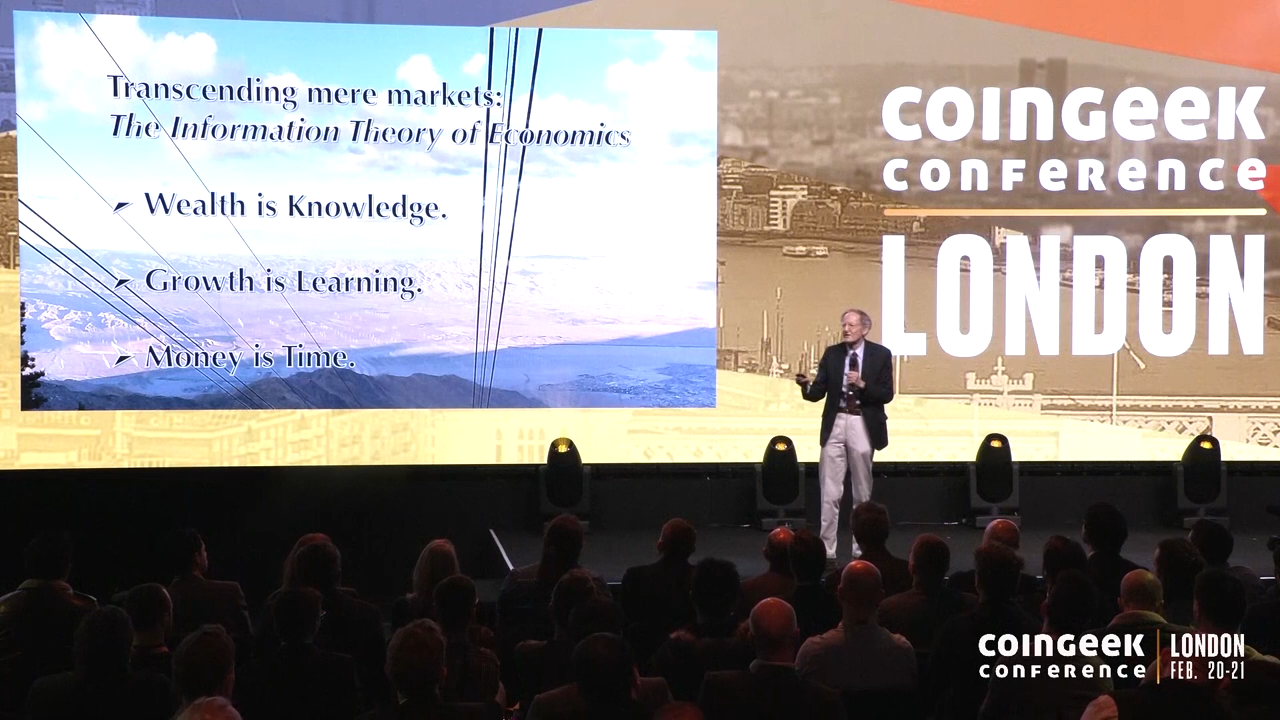 Transcending mere markets:
The Information Theory of Economics
Wealth is Knowledge.
Growth is Learning.
Money is Time.
COINGEEK
CONFERENCE
LONDON
COINGEEK
CONFERENCE
LONDON
FEB. 20-21